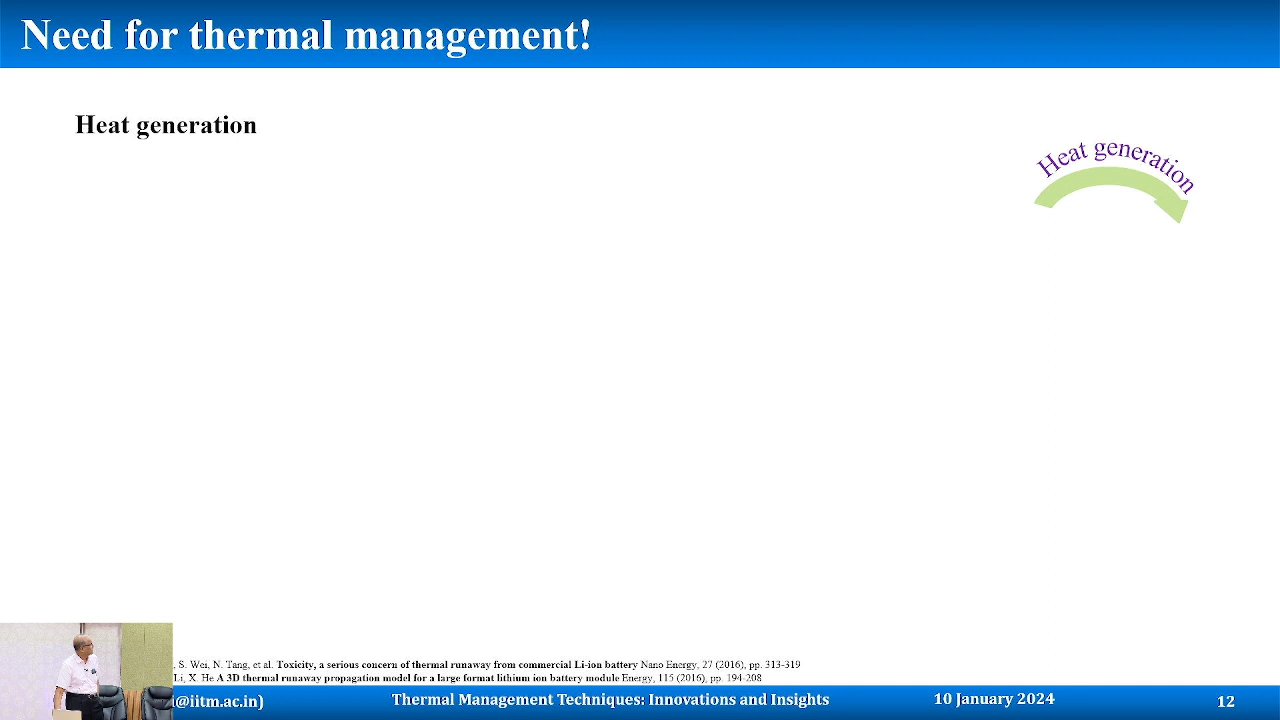 Need for thermal management!
Heat generation
Heat generation
, S. Wei, N. Tang, et al. Toxicity, a serious concern of thermal runaway from commercial Li-ion battery Nano Energy, 27 (2016), pp. 313-319
Li, X. He A 3D thermal runaway propagation model for a large format lithium ion battery module Energy, 115 (2016), pp. 194-208
@iitm.ac.in) Thermal Management Techniques: Innovations and Insights 10 January 2024 12